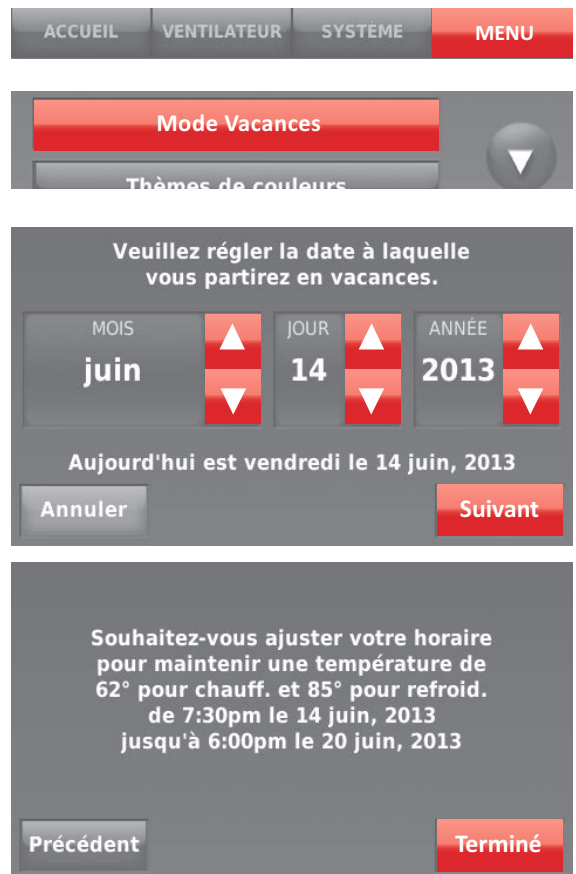 ACCUEIL VENTILATEUR SYSTÈME MENU
Mode Vacances
Thèmes de couleurs
Veuillez régler la date à laquelle
vous partirez en vacances.
MOIS JOUR ANNÉE
juin 14 2013
Aujourd'hui est vendredi le 14 juin, 2013
Annuler Suivant
Souhaitez-vous ajuster votre horaire
pour maintenir une température de
62° pour chauff. et 85° pour refroid.
de 7:30pm le 14 juin, 2013
jusqu'à 6:00pm le 20 juin, 2013
Précédent Terminé